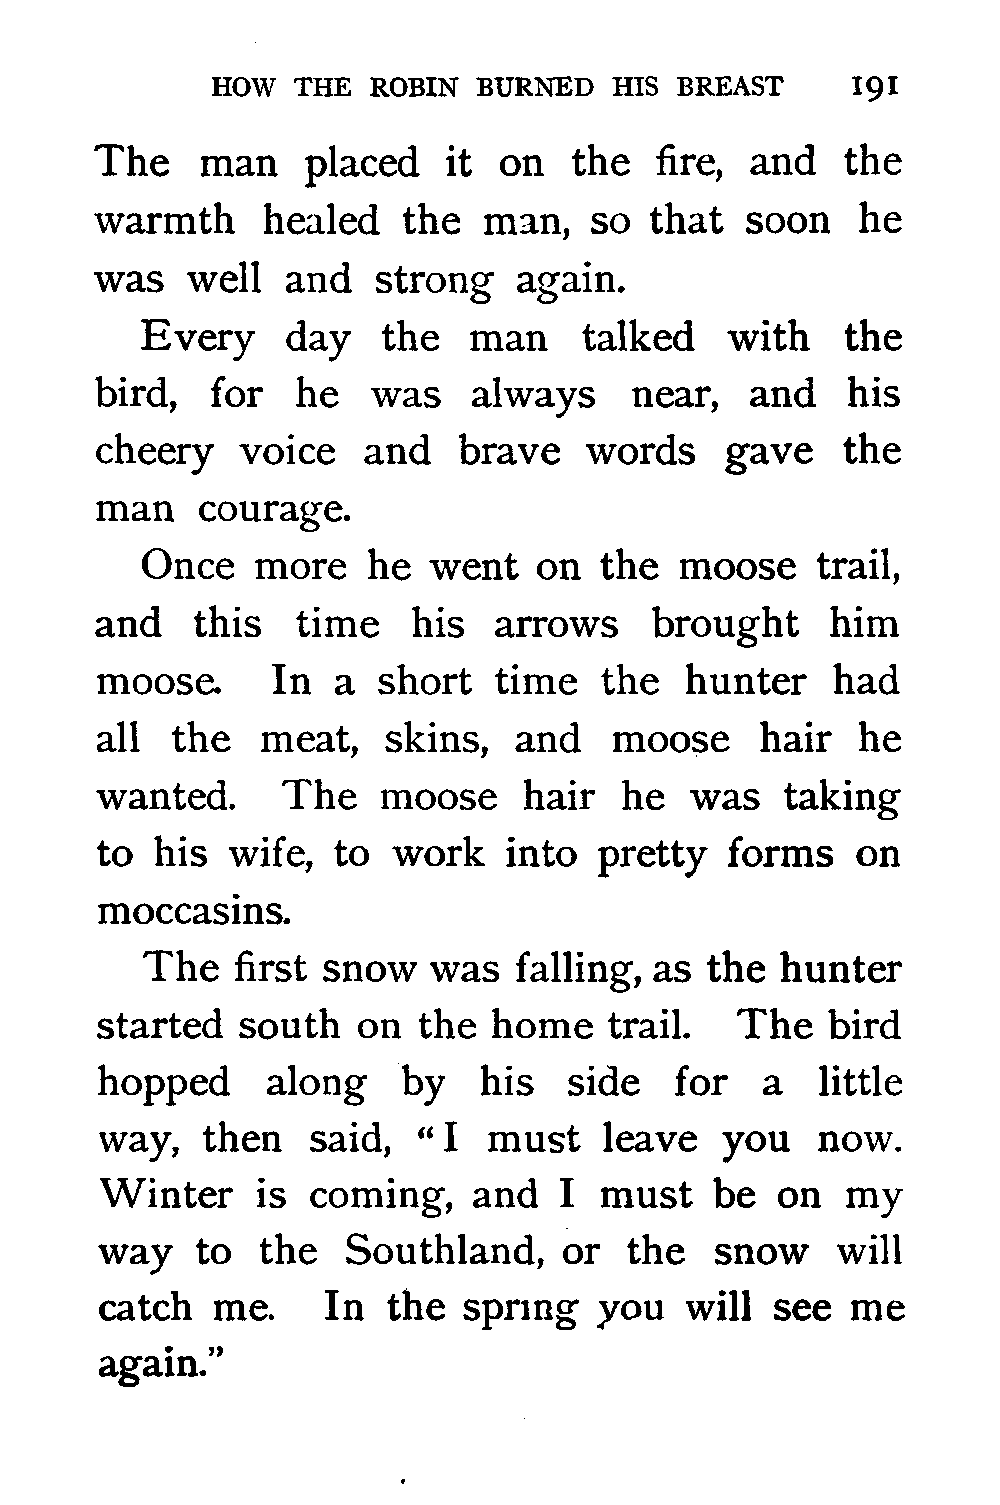 HOW THE ROBIN BURNED HIS BREAST 191
The man placed it on the fire, and the
warmth healed the man, so that soon he
was well and strong again.
Every day the man talked with the
bird, for he was always near, and his
cheery voice and brave words gave the
man courage.
Once more he went on the moose trail,
and this time his arrows brought him
moose. In a short time the hunter had
all the meat, skins, and moose hair he
wanted. The moose hair he was taking
to his wife, to work into pretty forms on
moccasins.
The first snow was falling, as the hunter
started south on the home trail. The bird
hopped along by his side for a little
way, then said, “I must leave you now.
Winter is coming, and I must be on my
way to the Southland, or the snow will
catch me. In the spring you will see me
again.”